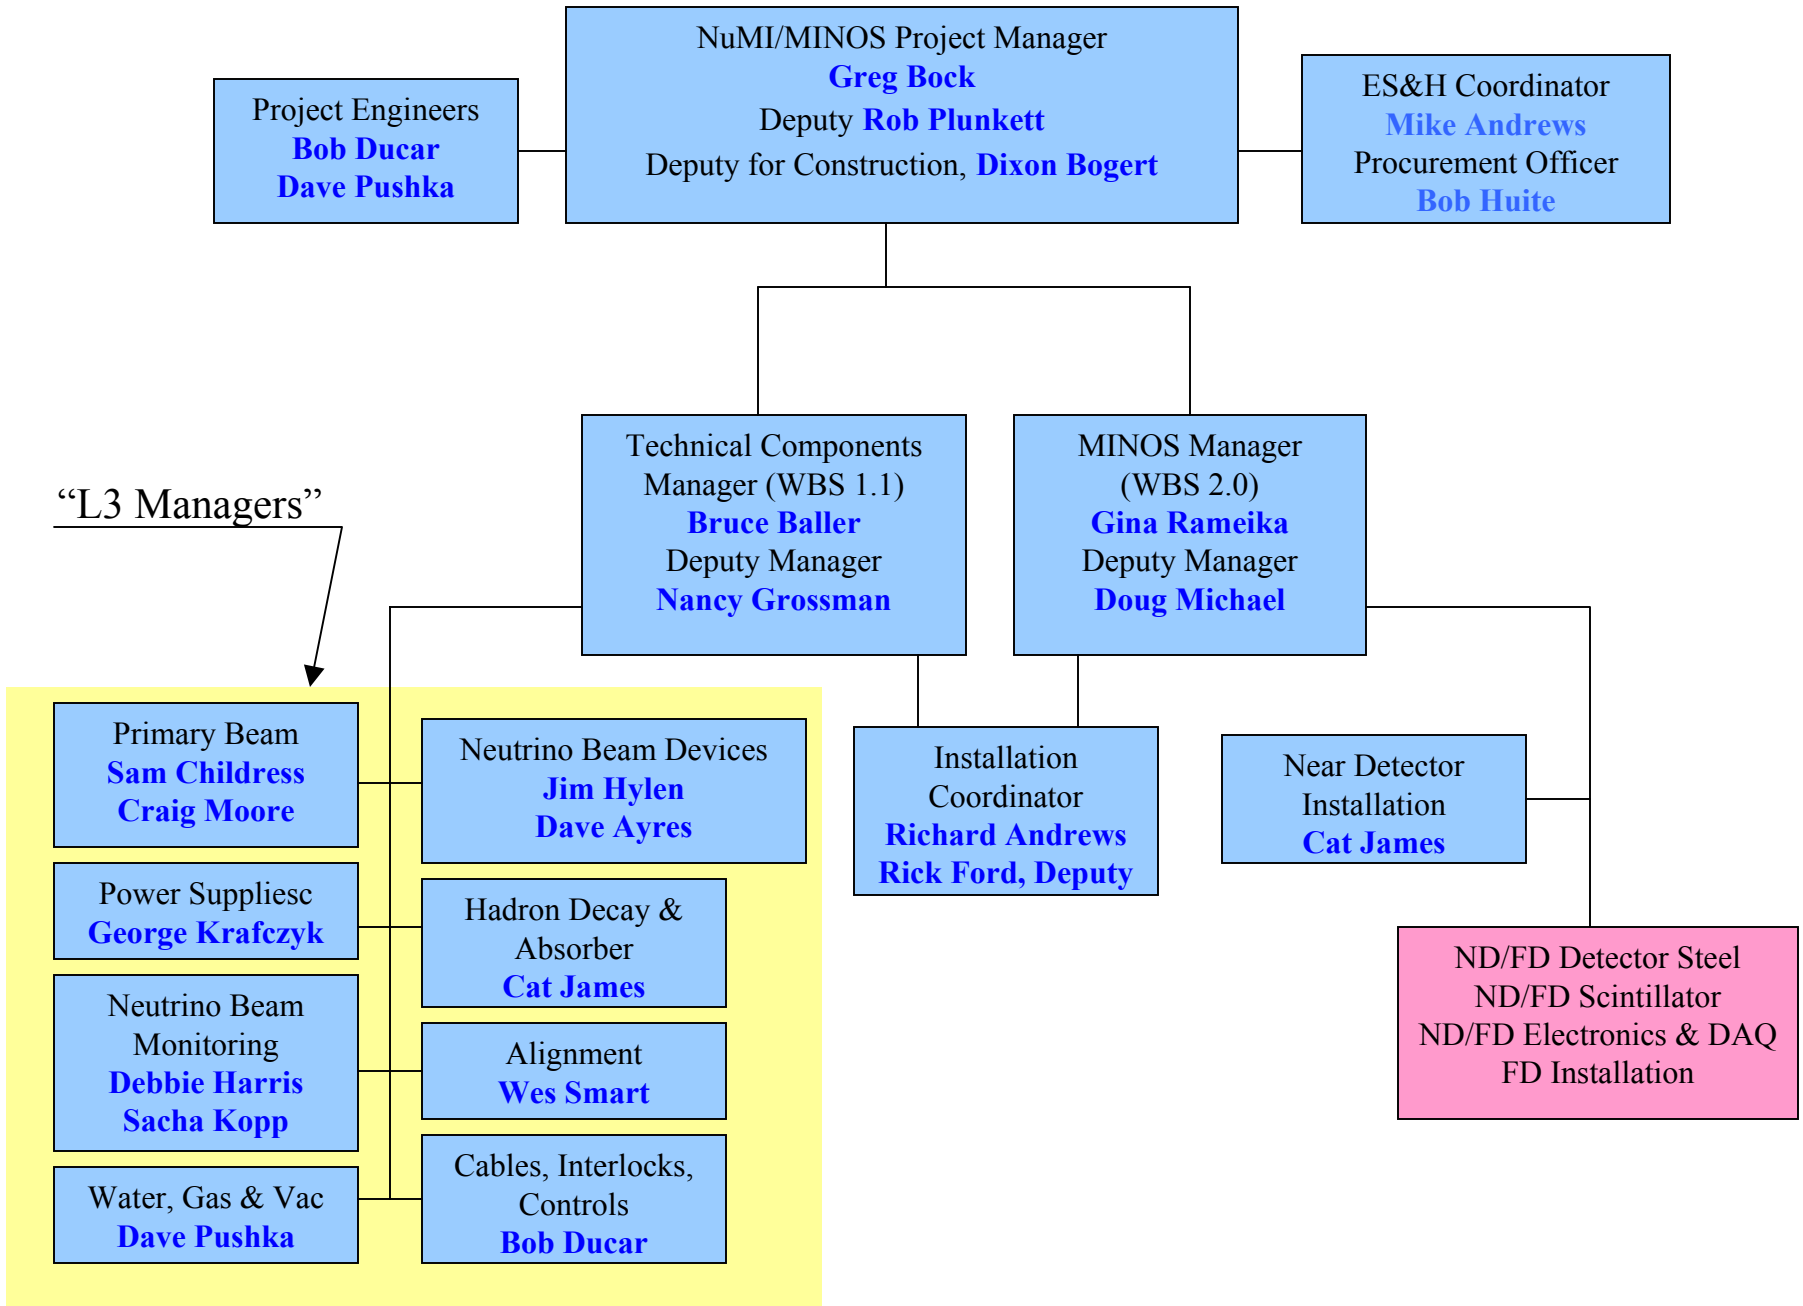 NuMI/MINOS Project Manager
Greg Bock
Deputy Rob Plunkett
Deputy for Construction, Dixon Bogert
Project Engineers
Bob Ducar
Dave Pushka
ES&H Coordinator
Mike Andrews
Procurement Officer
Bob Huite
Technical Components
Manager (WBS 1.1)
Bruce Baller
Deputy Manager
Nancy Grossman
MINOS Manager
(WBS 2.0)
Gina Rameika
Deputy Manager
Doug Michael
“L3 Managers”
Primary Beam
Sam Childress
Craig Moore
Neutrino Beam Devices
Jim Hylen
Dave Ayres
Power Suppliesc
George Krafczyk
Hadron Decay &
Absorber
Cat James
Neutrino Beam
Monitoring
Debbie Harris
Sacha Kopp
Alignment
Wes Smart
Water, Gas & Vac
Dave Pushka
Cables, Interlocks,
Controls
Bob Ducar
Installation
Coordinator
Richard Andrews
Rick Ford, Deputy
Near Detector
Installation
Cat James
ND/FD Detector Steel
ND/FD Scintillator
ND/FD Electronics & DAQ
FD Installation